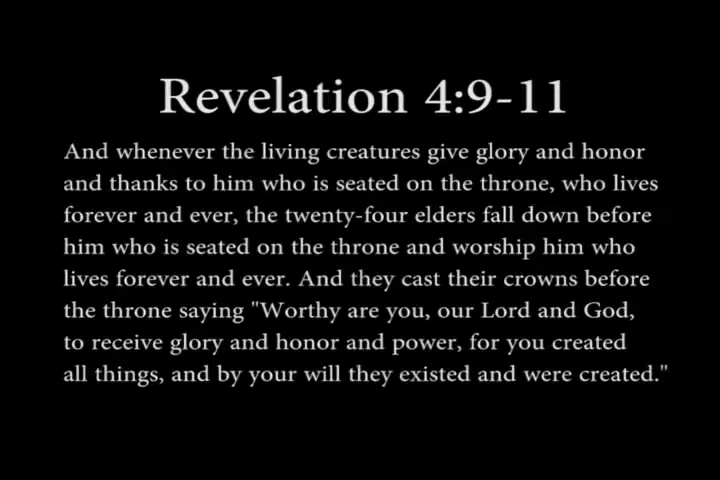 Revelation 4:9-11
And whenever the living creatures give glory and honor
and thanks to him who is seated on the throne, who lives
forever and ever, the twenty-four elders fall down before
him who is seated on the throne and worship him who
lives forever and ever. And they cast their crowns before
the throne saying "Worthy are you, our Lord and God,
to receive glory and honor and power, for you created
all things, and by your will they existed and were created."